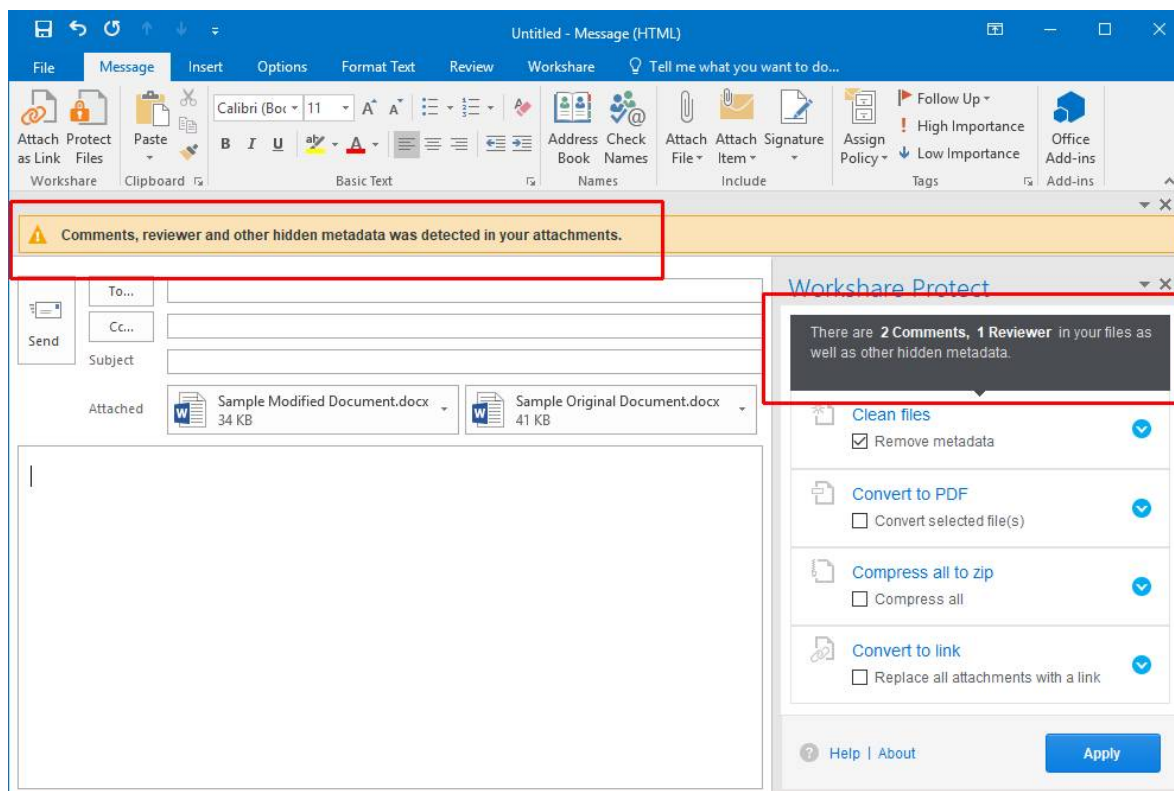 Untitled - Message (HTML)
File Message Insert Options Format Text Review Workshare Tell me what you want to do...
Attach as Link
Protect Files
Workshare
Paste
Clipboard
Calibri (Boc 11
A A
B I U ab A
Basic Text
Address Book
Check Names
Names
Attach File
Attach Item
Signature
Include
Assign Policy
Follow Up
High Importance
Low Importance
Tags
Office Add-ins
Add-ins
Comments, reviewer and other hidden metadata was detected in your attachments.
Send
To...
Cc...
Subject
Attached
Sample Modified Document.docx
34 KB
Sample Original Document.docx
41 KB
Workshare Protect
There are 2 Comments, 1 Reviewer in your files as
well as other hidden metadata.
Clean files
Remove metadata
Convert to PDF
Convert selected file(s)
Compress all to zip
Compress all
Convert to link
Replace all attachments with a link
Help | About
Apply